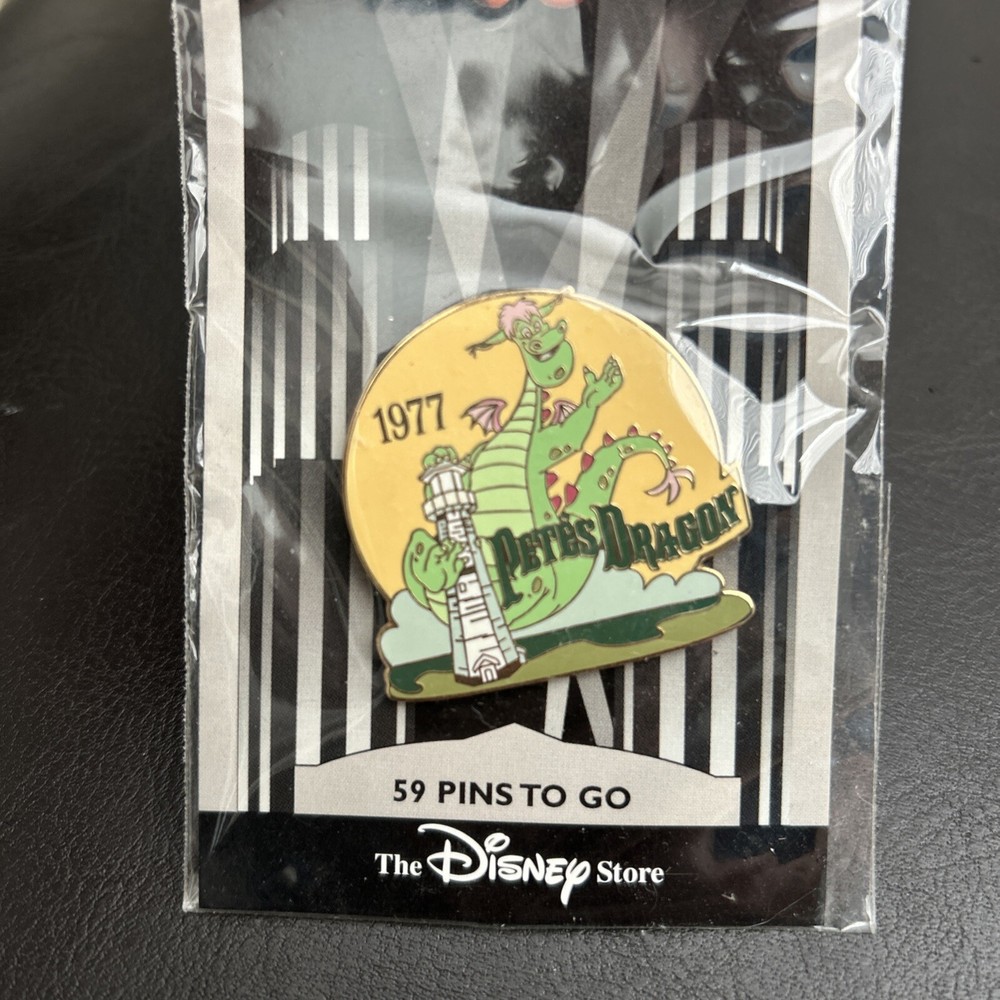 1977
PETE'S DRAGON
59 PINS TO GO
The DISNEY Store